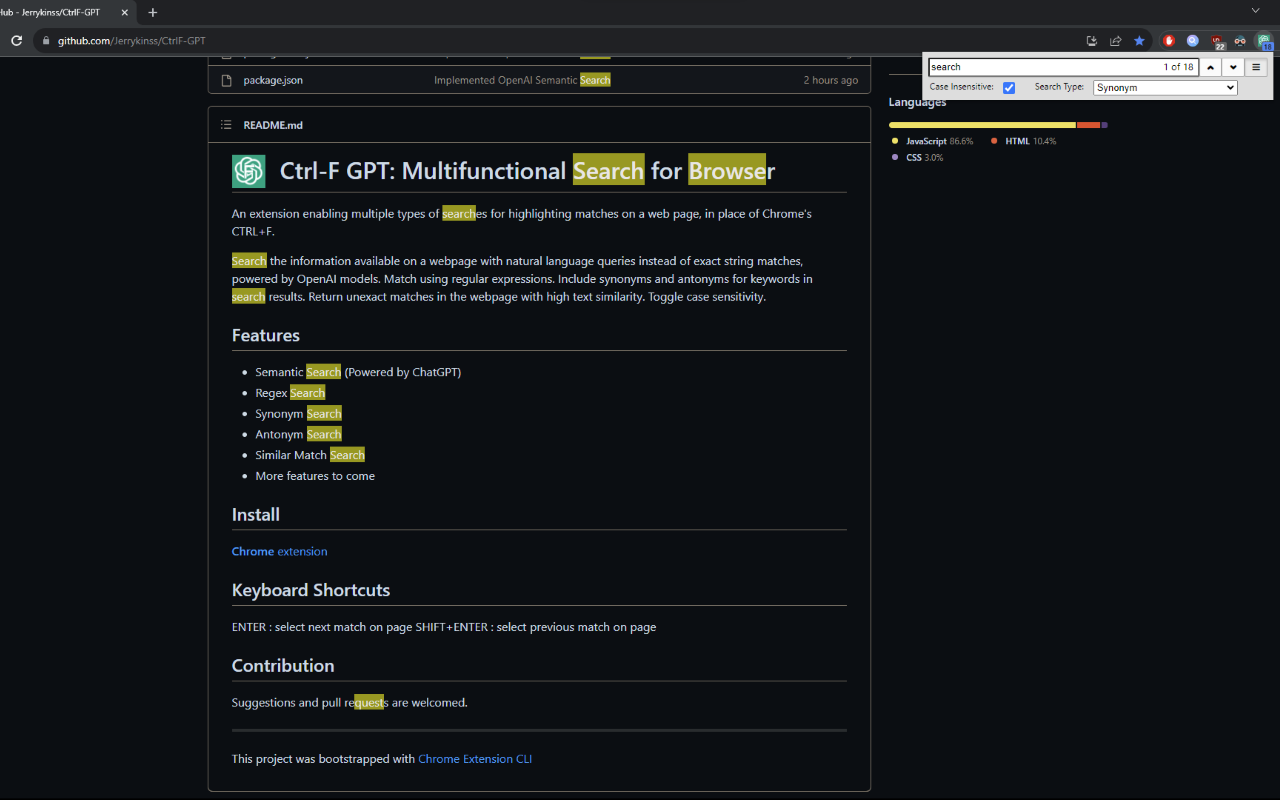 Hub - Jerrykinss/CtrlF-GPT
github.com/Jerrykinss/CtrlF-GPT
22
18
search 1 of 18
Case Insensitive: Search Type: Synonym
package.json Implemented OpenAI Semantic Search 2 hours ago
Languages
JavaScript 86.6% HTML 10.4%
CSS 3.0%
README.md
Ctrl-F GPT: Multifunctional Search for Browser
An extension enabling multiple types of searches for highlighting matches on a web page, in place of Chrome's
CTRL+F.
Search the information available on a webpage with natural language queries instead of exact string matches,
powered by OpenAI models. Match using regular expressions. Include synonyms and antonyms for keywords in
search results. Return unexact matches in the webpage with high text similarity. Toggle case sensitivity.
Features
Semantic Search (Powered by ChatGPT)
Regex Search
Synonym Search
Antonym Search
Similar Match Search
More features to come
Install
Chrome extension
Keyboard Shortcuts
ENTER : select next match on page SHIFT+ENTER : select previous match on page
Contribution
Suggestions and pull requests are welcomed.
This project was bootstrapped with Chrome Extension CLI